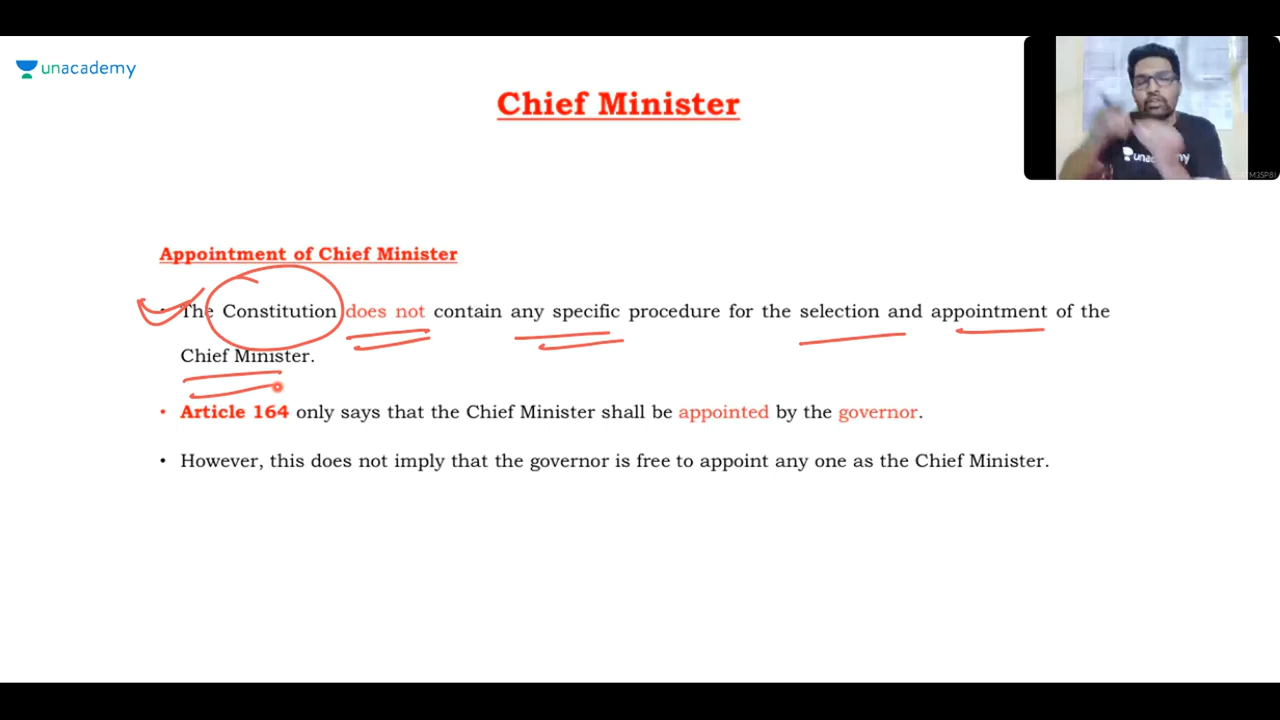 unacademy
Chief Minister
unacademy
M35P8I
Appointment of Chief Minister
• The Constitution does not contain any specific procedure for the selection and appointment of the
Chief Minister.
• Article 164 only says that the Chief Minister shall be appointed by the governor.
• However, this does not imply that the governor is free to appoint any one as the Chief Minister.